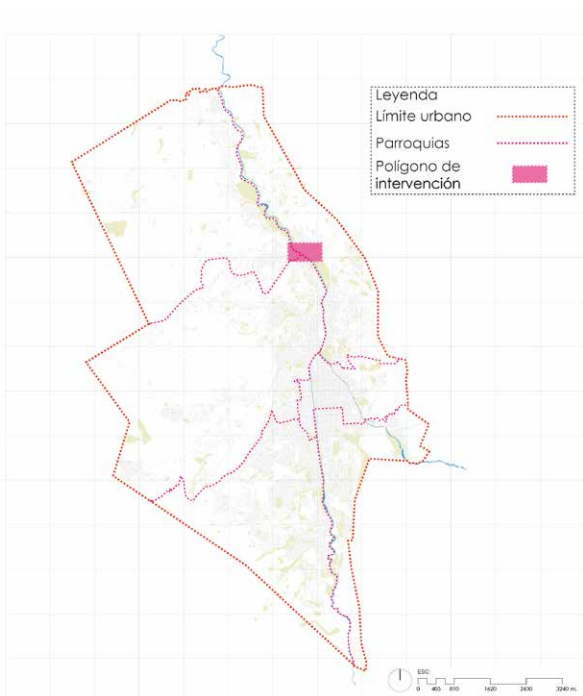 Leyenda
Límite urbano
Parroquias
Polígono de
intervención
ESC:
0 405 810 1620 2430 3240 m.